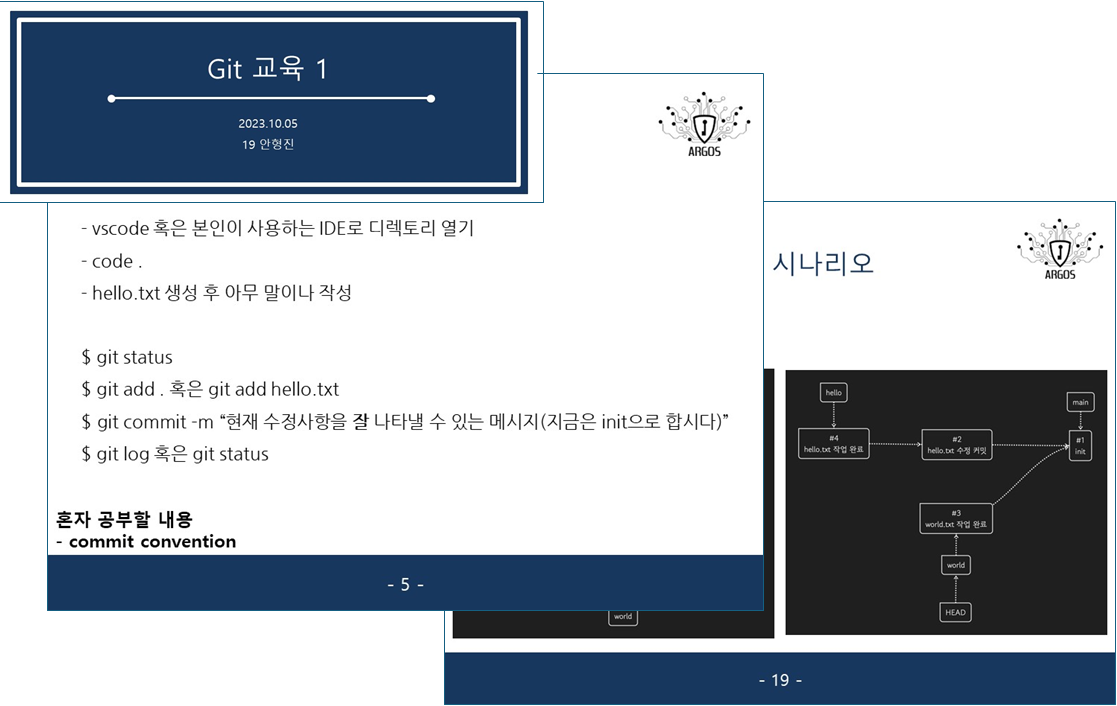 Git 교육 1
2023.10.05
19 안형진
ARGOS
- vscode 혹은 본인이 사용하는 IDE로 디렉토리 열기
- code .
- hello.txt 생성 후 아무 말이나 작성
$ git status
$ git add . 혹은 git add hello.txt
$ git commit -m “현재 수정사항을 잘 나타낼 수 있는 메시지(지금은 init으로 합시다)”
$ git log 혹은 git status
혼자 공부할 내용
- commit convention
- 5 -
시나리오
ARGOS
hello
main
#4
hello.txt 작업 완료
#2
hello.txt 수정 커밋
#1
init
#3
world.txt 작업 완료
world
HEAD
world
- 19 -